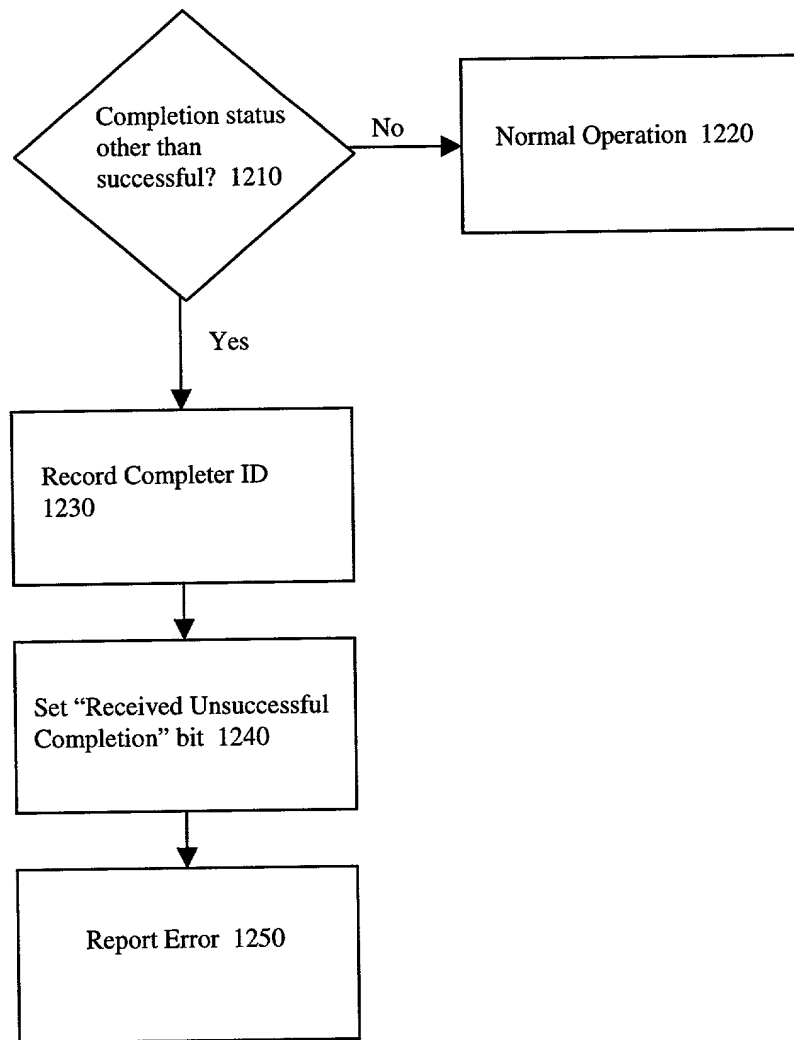 Completion status
other than
successful? 1210
No
Normal Operation 1220
Yes
Record Completer ID
1230
Set “Received Unsuccessful
Completion” bit 1240
Report Error 1250